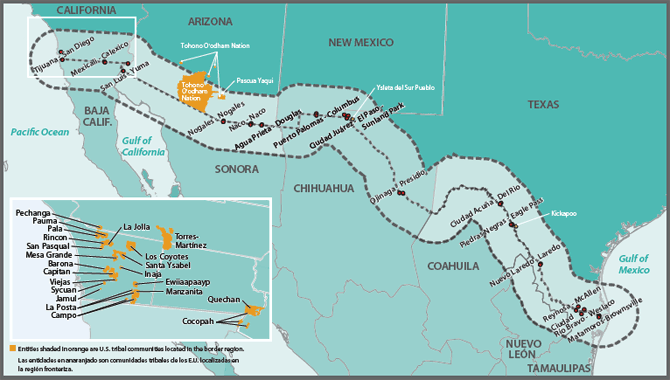 CALIFORNIA
ARIZONA
NEW MEXICO
TEXAS
Tijuana - San Diego
Mexicali - Calexico
San Luis - Yuma
Tohono O'odham Nation
Tohono
O'odham
Nation
Pascua Yaqui
Ysleta del Sur Pueblo
Nogales - Nogales
Naco - Naco
Agua Prieta - Douglas
Puerto Palomas - Columbus
Ciudad Juárez - El Paso
Sunland Park
BAJA
CALIF.
Pacific Ocean
Gulf of
California
SONORA
CHIHUAHUA
Ojinaga - Presidio
Ciudad Acuña - Del Rio
Piedras Negras - Eagle Pass
Kickapoo
COAHUILA
Nuevo Laredo - Laredo
Gulf of
Mexico
Reynosa - McAllen
Ciudad
Rio Bravo - Weslaco
Matamoros - Brownsville
NUEVO
LEÓN
TAMAULIPAS
Pechanga
Pauma
Pala
Rincon
San Pasqual
Mesa Grande
Barona
Capitan
Viejas
Sycuan
Jamul
La Posta
Campo
La Jolla
Torres-
Martínez
Los Coyotes
Santa Ysabel
Inaja
Ewiiaapaayp
Manzanita
Quechan
Cocopah
Entities shaded in orange are U.S. tribal communities located in the border region.
Las entidades en anaranjado son comunidades tribales de los E.U. localizadas en
la región fronteriza.